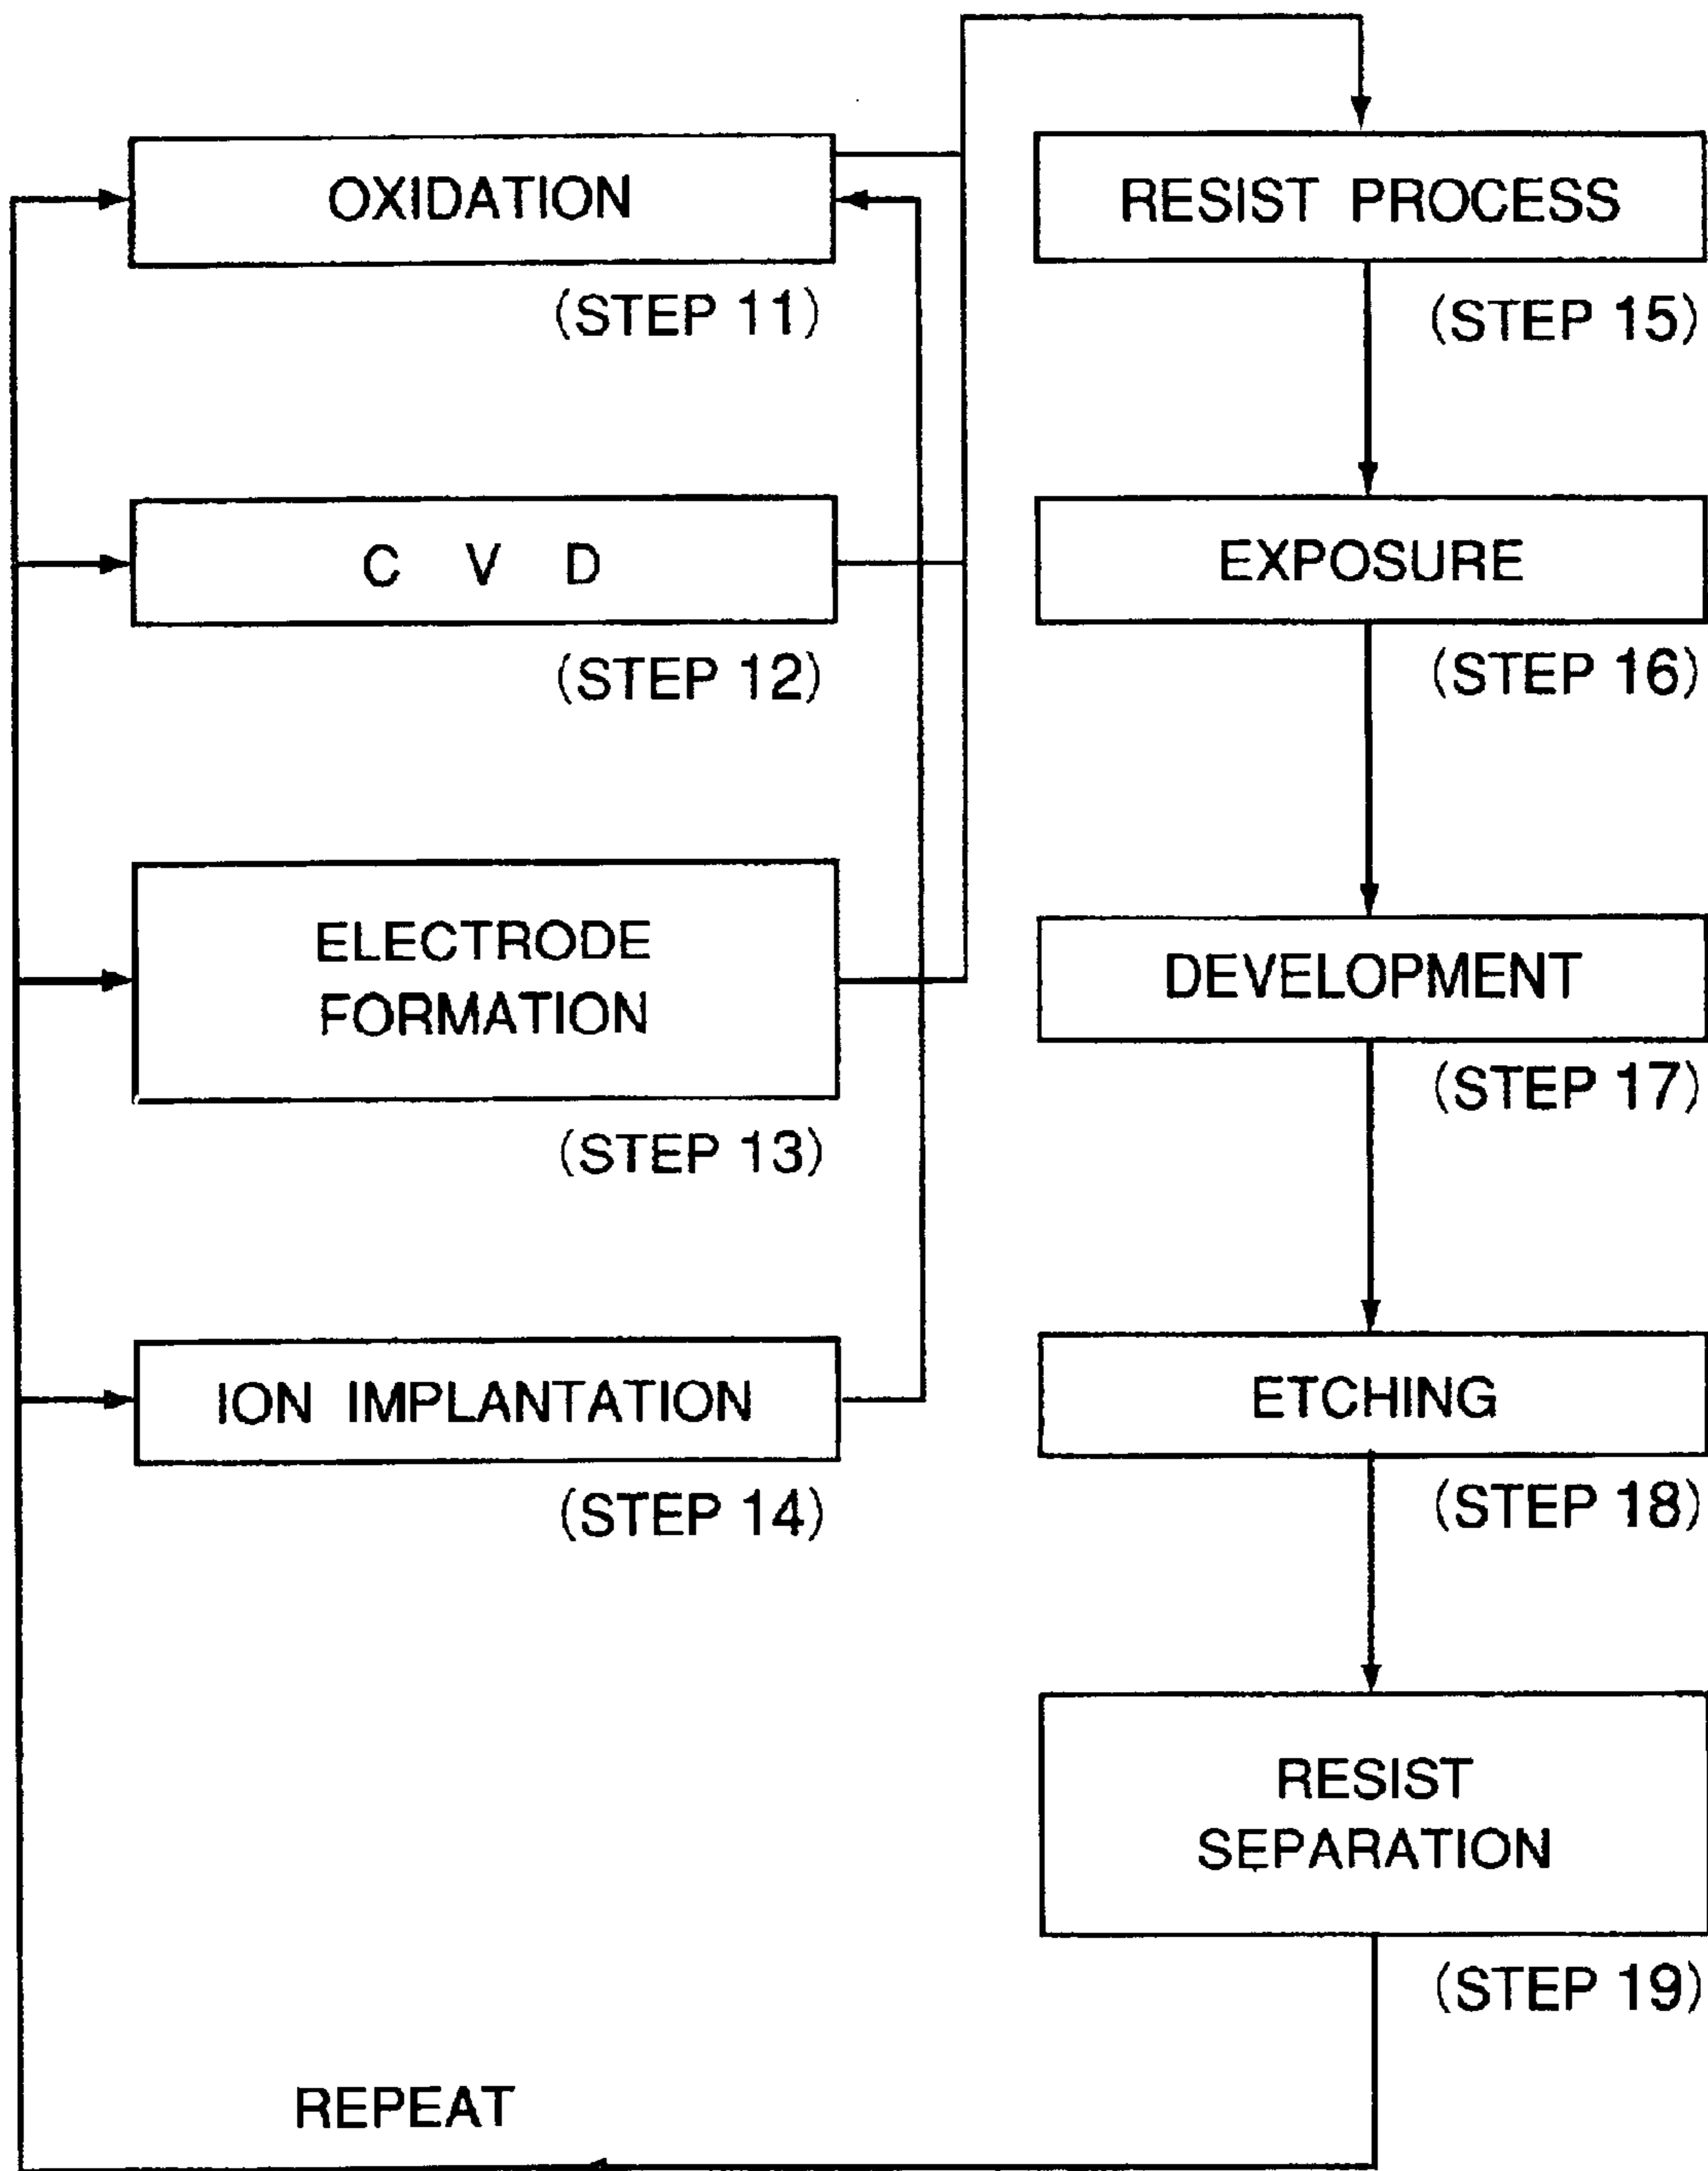 OXIDATION
(STEP 11)
C V D
(STEP 12)
ELECTRODE
FORMATION
(STEP 13)
ION IMPLANTATION
(STEP 14)
RESIST PROCESS
(STEP 15)
EXPOSURE
(STEP 16)
DEVELOPMENT
(STEP 17)
ETCHING
(STEP 18)
RESIST
SEPARATION
(STEP 19)
REPEAT